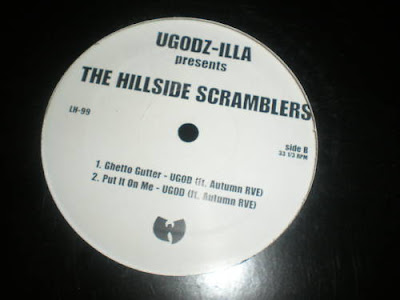 UGODZ-ILLA
presents
THE HILLSIDE SCRAMBLERS
LH-99
side B
33 1/3 RPM
1. Ghetto Gutter - UGOD (ft. Autumn RVE)
2. Put It On Me - UGOD (ft. Autumn RVE)